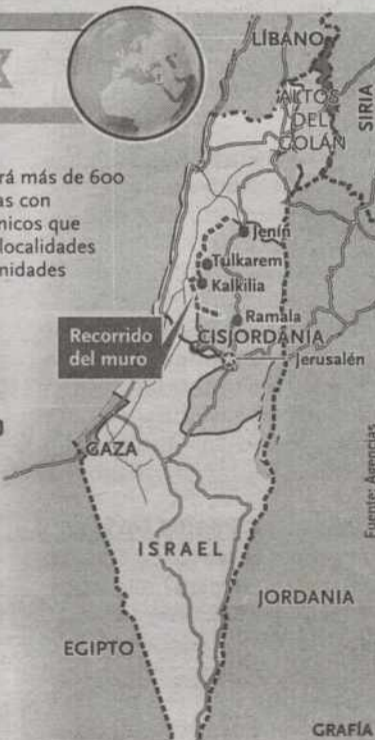 LÍBANO
ALTOS
DEL
GOLÁN
SIRIA
rá más de 600
as con
nicos que
localidades
nidades
Jenín
Tulkarem
Kalkilia
Ramala
Recorrido
del muro
CISJORDANIA
Jerusalén
GAZA
Fuente: Agencias
ISRAEL
JORDANIA
EGIPTO
GRAFÍA